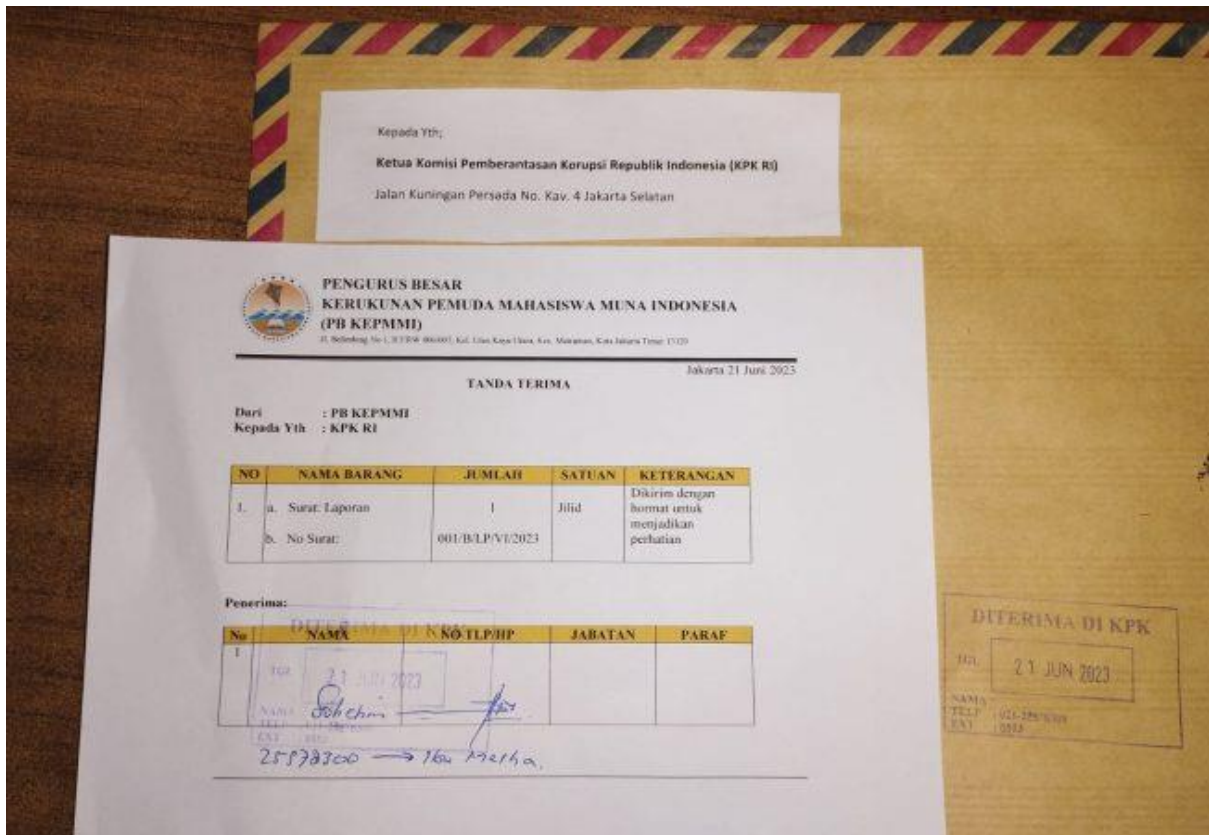 Kepada Yth;
Ketua Komisi Pemberantasan Korupsi Republik Indonesia (KPK RI)
Jalan Kuningan Persada No. Kav. 4 Jakarta Selatan
PENGURUS BESAR
KERUKUNAN PEMUDA MAHASISWA MUNA INDONESIA
(PB KEPMMI)
Kota Jakarta Timur
Jakarta 21 Juni 2023
TANDA TERIMA
Dari : PB KEPMMI
Kepada Yth : KPK RI
NO NAMA BARANG JUMLAH SATUAN KETERANGAN
1. a. Surat: Laporan 1 Jilid Dikirim dengan
hormat untuk
menjadikan
b. No Surat: 001/B/LP/VI/2023 perhatian
Penerima:
No NAMA NO TLP/HP JABATAN PARAF
1
DITERIMA DI KPK
TGL 21 JUN 2023
NAMA
TELP
EXT
→ Ibu
DITERIMA DI KPK
TGL. 21 JUN 2023
NAMA
TELP
EXT